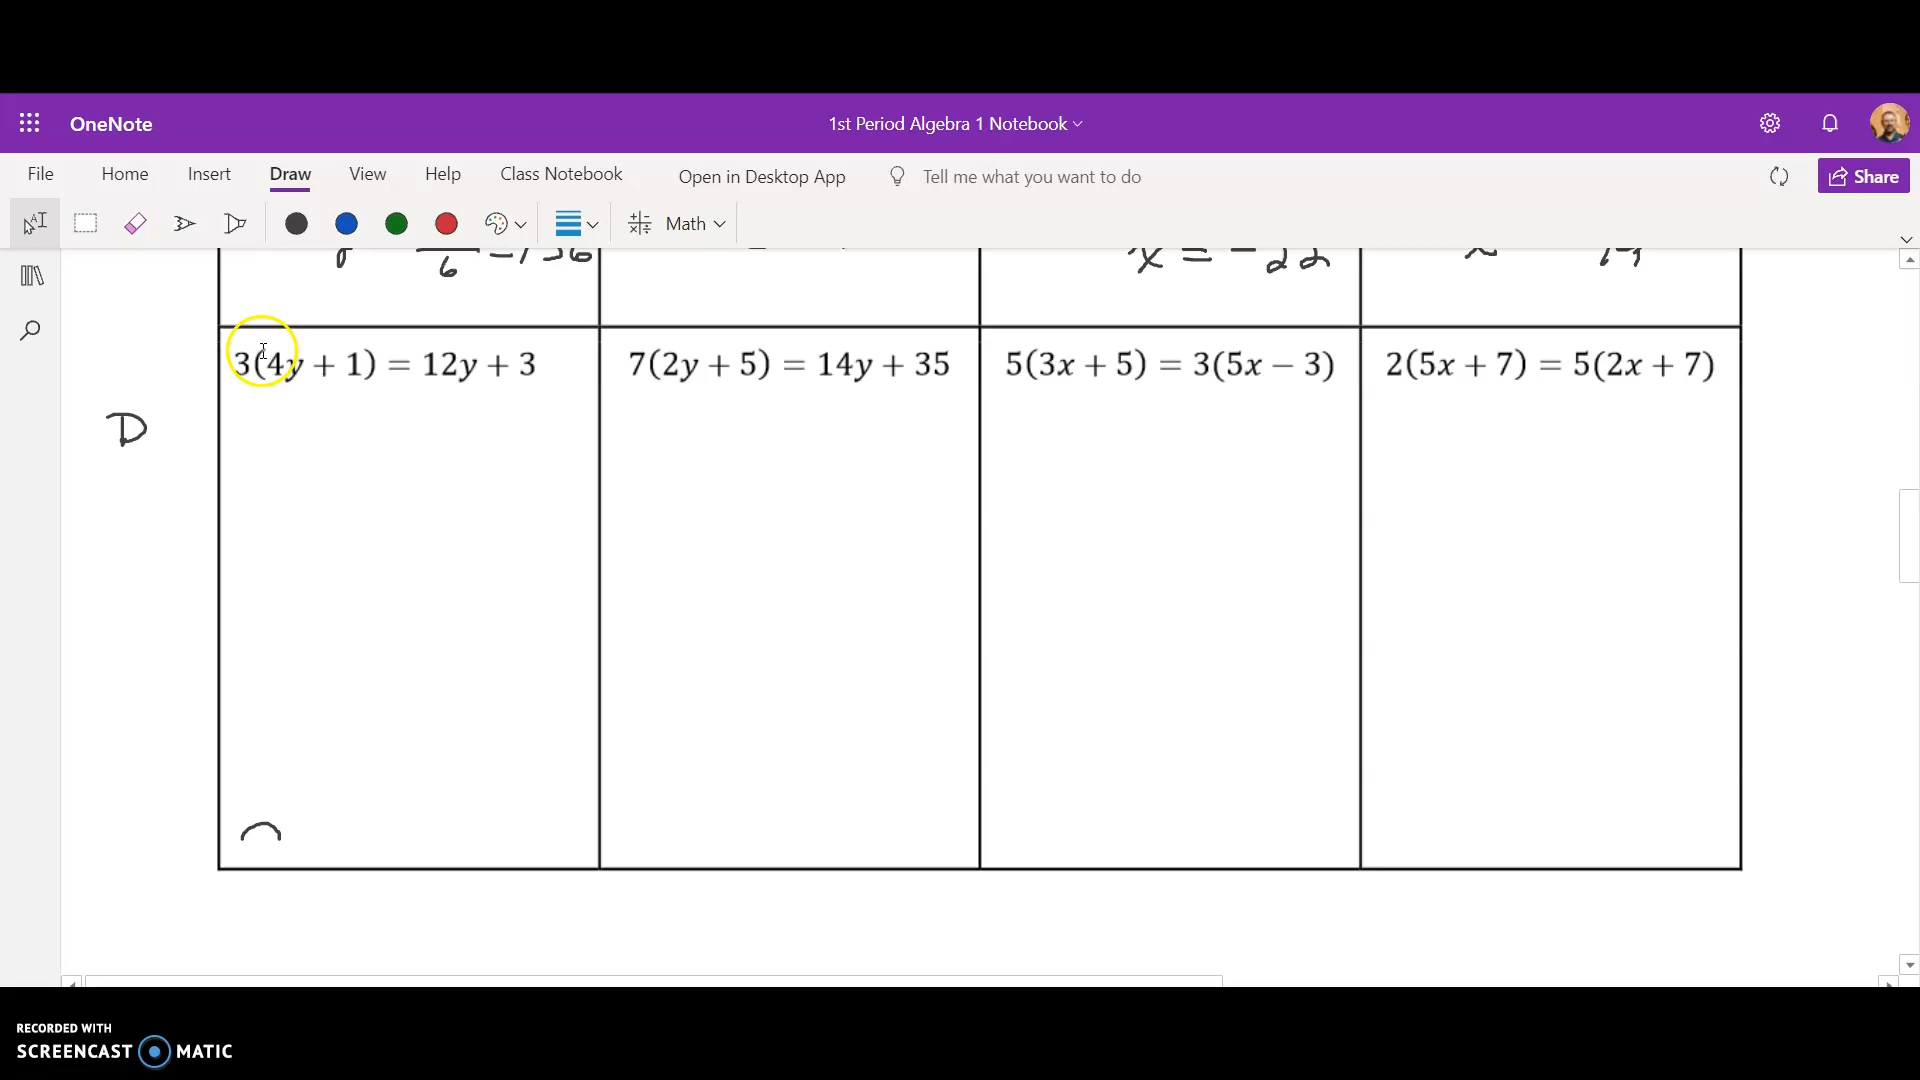 OneNote
1st Period Algebra 1 Notebook
File Home Insert Draw View Help Class Notebook Open in Desktop App Tell me what you want to do Share
Math
6
x = -22
3(4y + 1) = 12y + 3
7(2y + 5) = 14y + 35
5(3x + 5) = 3(5x − 3)
2(5x + 7) = 5(2x + 7)
D
RECORDED WITH
SCREENCAST MATIC